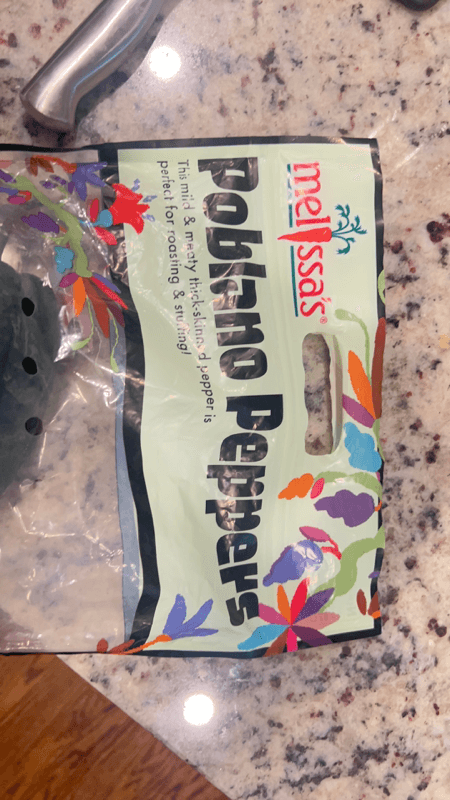 melissa's®
Poblano Peppers
This mild & meaty thick-skinned pepper is
perfect for roasting & stuffing!